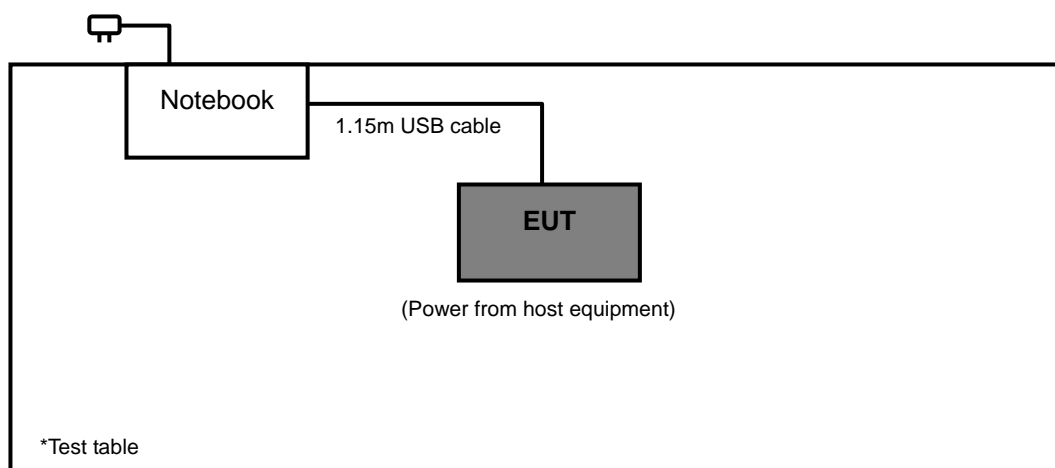 Notebook
1.15m USB cable
EUT
(Power from host equipment)
*Test table